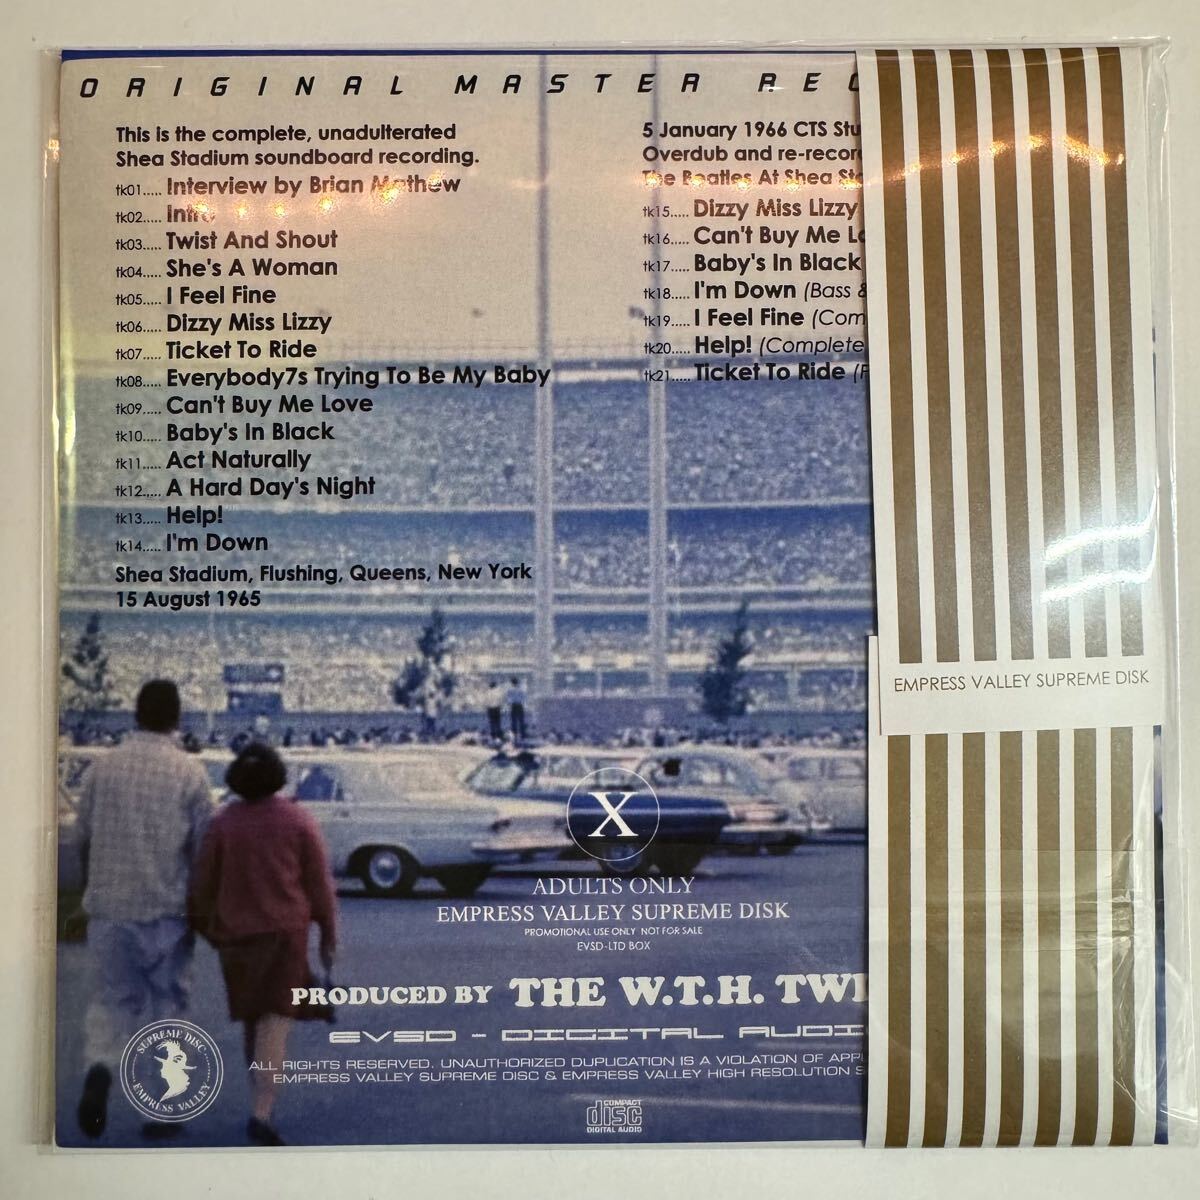 ORIGINAL MASTER REC
This is the complete, unadulterated
Shea Stadium soundboard recording.
tk01..... Interview by Brian Mathew
tk02..... Intro
tk03..... Twist And Shout
tk04..... She's A Woman
tk05..... I Feel Fine
tk06..... Dizzy Miss Lizzy
tk07..... Ticket To Ride
tk08..... Everybody7s Trying To Be My Baby
tk09..... Can't Buy Me Love
tk10..... Baby's In Black
tk11..... Act Naturally
tk12..... A Hard Day's Night
tk13..... Help!
tk14..... I'm Down
Shea Stadium, Flushing, Queens, New York
15 August 1965
5 January 1966 CTS Stu
Overdub and re-recor
The Beatles At Shea Sta
tk15..... Dizzy Miss Lizzy
tk16..... Can't Buy Me Lo
tk17..... Baby's In Black
tk18..... I'm Down (Bass &
tk19..... I Feel Fine (Com
tk20..... Help! (Complete
tk21..... Ticket To Ride (
EMPRESS VALLEY SUPREME DISK
X
ADULTS ONLY
EMPRESS VALLEY SUPREME DISK
PROMOTIONAL USE ONLY NOT FOR SALE
EVSD-LTD BOX
PRODUCED BY THE W.T.H. TWI
EVSD - DIGITAL AUDI
ALL RIGHTS RESERVED. UNAUTHORIZED DUPLICATION IS A VIOLATION OF APPL
EMPRESS VALLEY SUPREME DISC & EMPRESS VALLEY HIGH RESOLUTION S
SUPREME DISC
EMPRESS VALLEY
COMPACT
disc
DIGITAL AUDIO